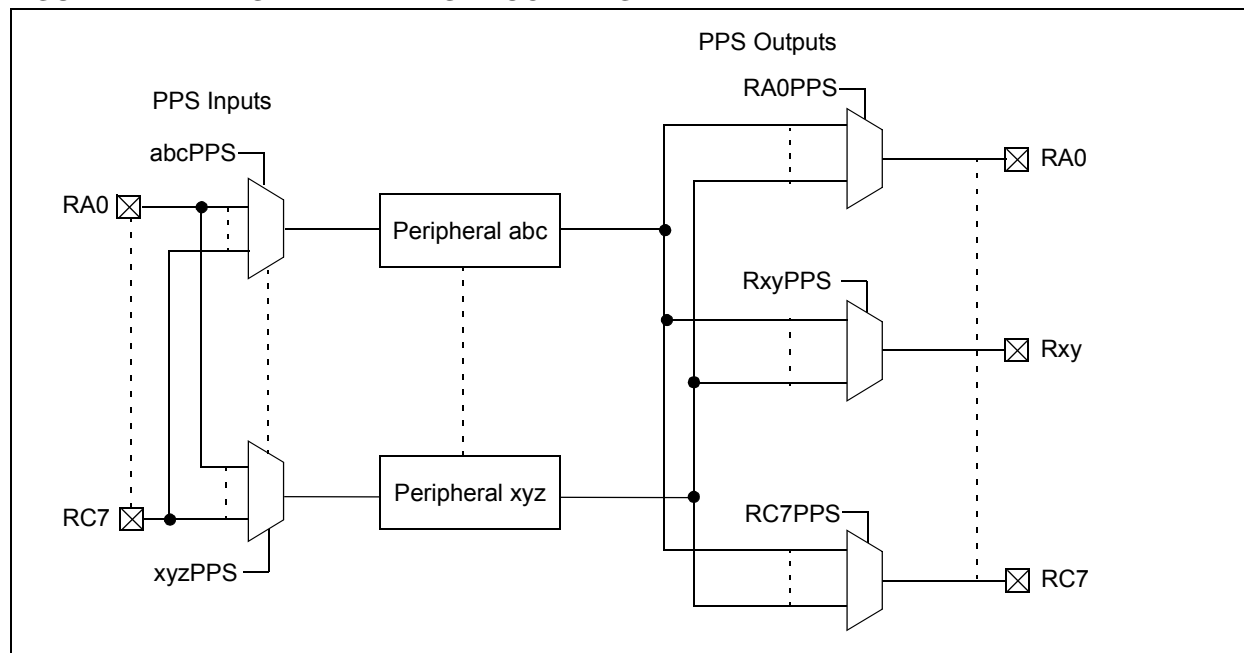 PPS Outputs
RA0PPS
PPS Inputs
abcPPS
RA0
RA0
Peripheral abc
RxyPPS
Rxy
Peripheral xyz
RC7
RC7PPS
xyzPPS
RC7